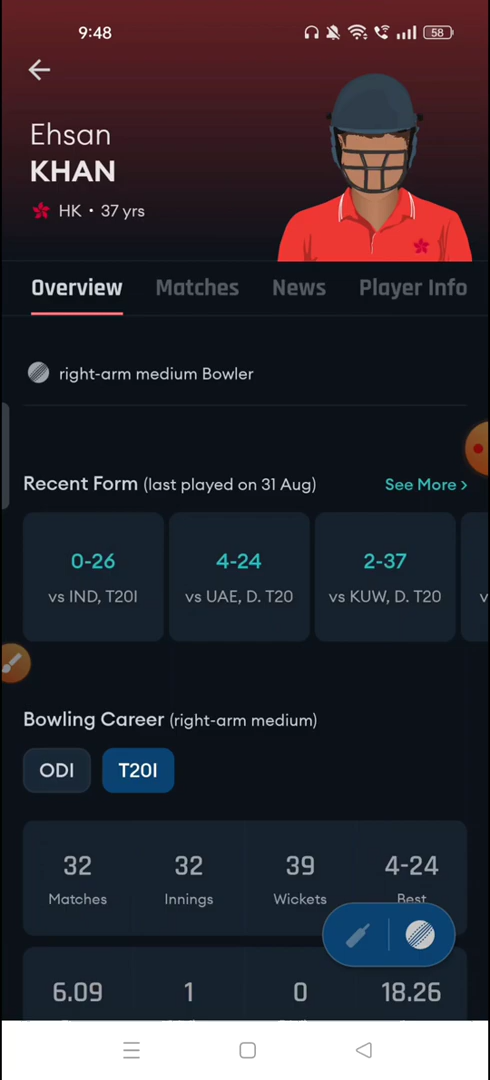 9:48
58
Ehsan
KHAN
HK • 37 yrs
Overview Matches News Player Info
right-arm medium Bowler
Recent Form (last played on 31 Aug) See More >
0-26 4-24 2-37
vs IND, T20I vs UAE, D. T20 vs KUW, D. T20 v
Bowling Career (right-arm medium)
ODI T20I
32 32 39 4-24
Matches Innings Wickets Best
6.09 1 0 18.26